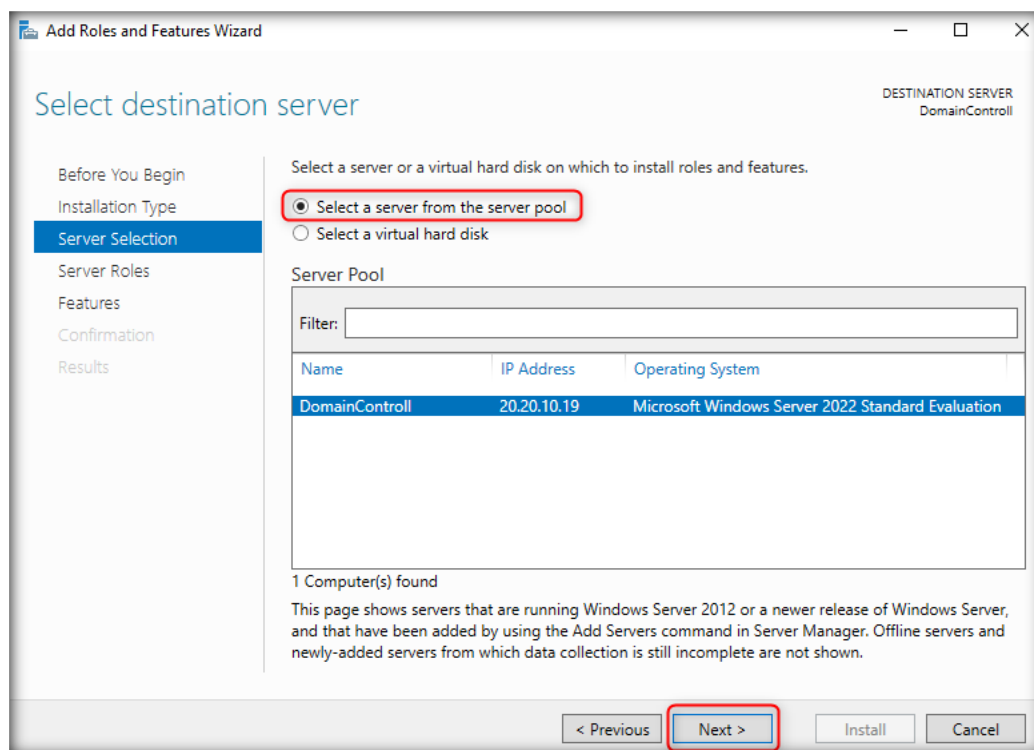 Add Roles and Features Wizard
Select destination server
DESTINATION SERVER
DomainControll
Before You Begin
Installation Type
Server Selection
Server Roles
Features
Confirmation
Results
Select a server or a virtual hard disk on which to install roles and features.
Select a server from the server pool
Select a virtual hard disk
Server Pool
Filter:
Name IP Address Operating System
DomainControll 20.20.10.19 Microsoft Windows Server 2022 Standard Evaluation
1 Computer(s) found
This page shows servers that are running Windows Server 2012 or a newer release of Windows Server,
and that have been added by using the Add Servers command in Server Manager. Offline servers and
newly-added servers from which data collection is still incomplete are not shown.
< Previous Next > Install Cancel